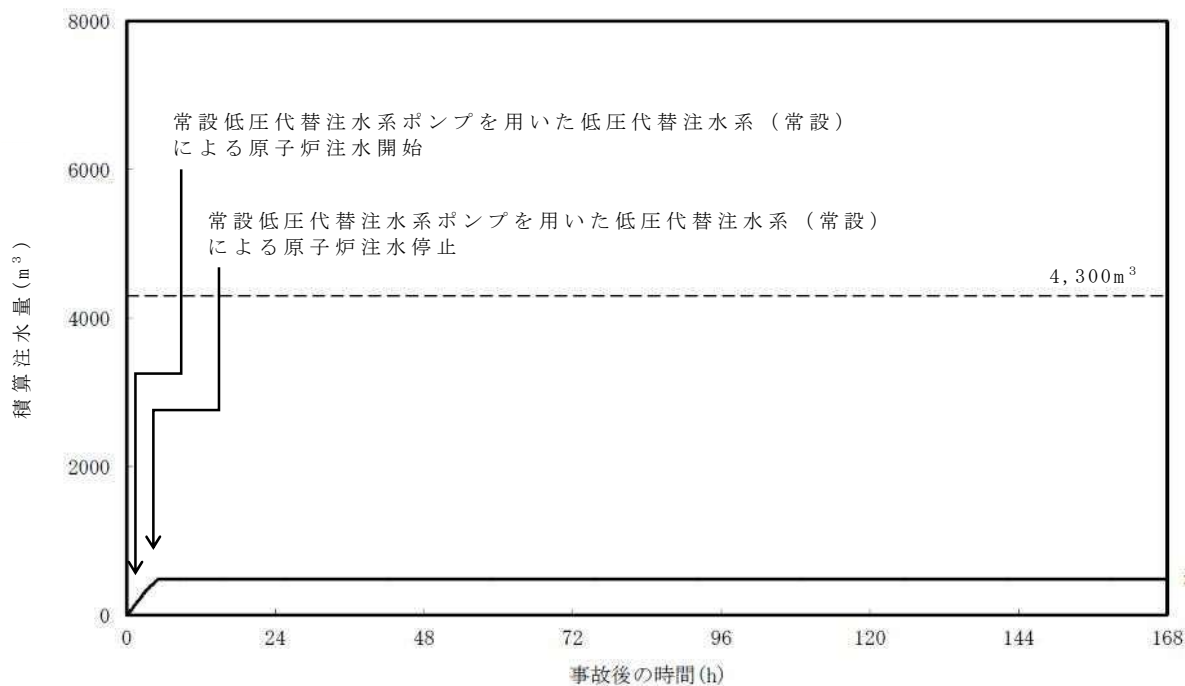 8000
常設低圧代替注水系ポンプを用いた低圧代替注水系（常設）
による原子炉注水開始
6000
常設低圧代替注水系ポンプを用いた低圧代替注水系（常設）
による原子炉注水停止
積算注水量(m³)
4,300m³
4000
2000
0
0 24 48 72 96 120 144 168
事故後の時間(h)